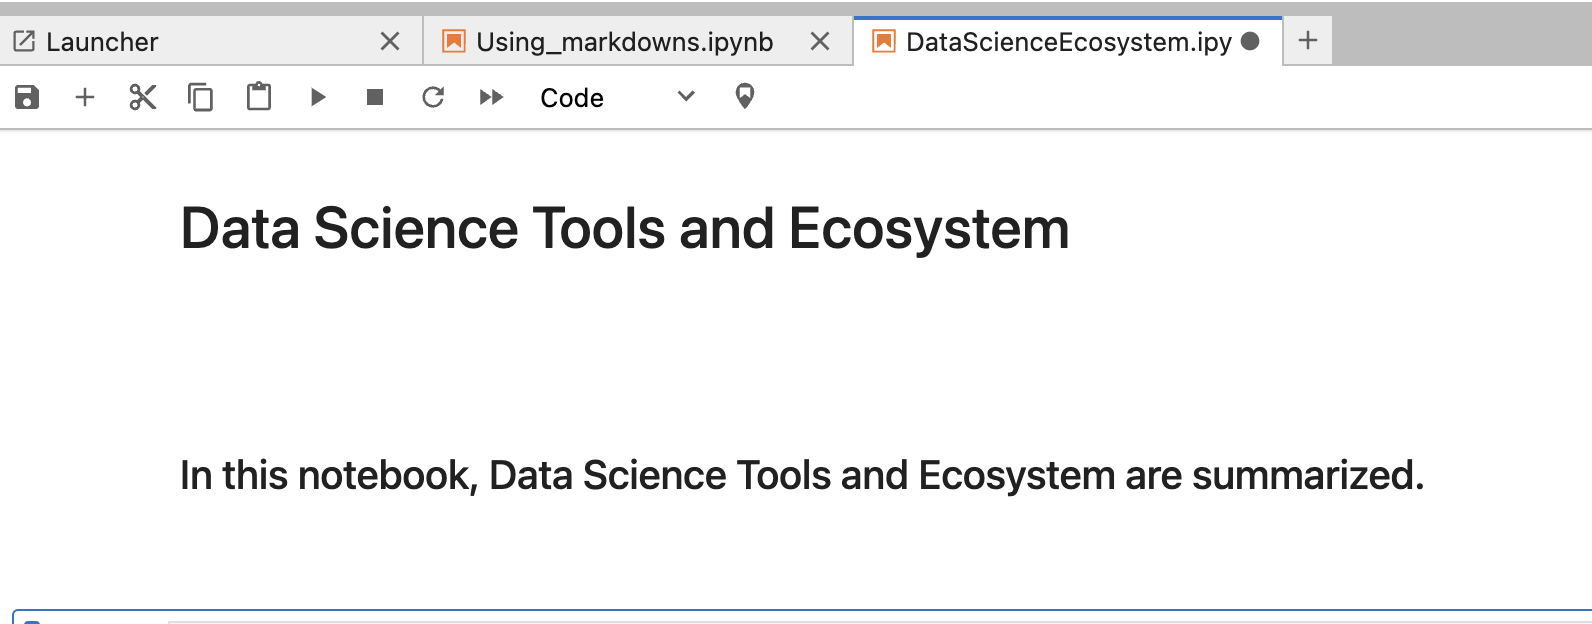 Launcher
Using_markdowns.ipynb
DataScienceEcosystem.ipy
Code
Data Science Tools and Ecosystem
In this notebook, Data Science Tools and Ecosystem are summarized.